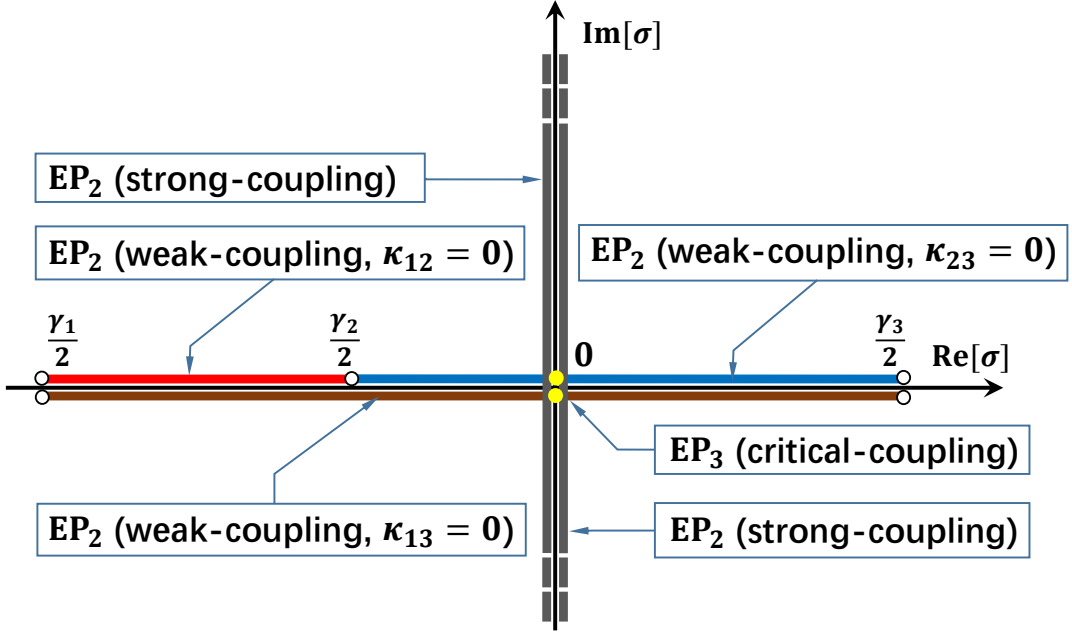 Im[σ]
EP₂ (strong-coupling)
EP₂ (weak-coupling, κ₁₂ = 0)
EP₂ (weak-coupling, κ₂₃ = 0)
γ₁/2
γ₂/2
0
γ₃/2
Re[σ]
EP₃ (critical-coupling)
EP₂ (weak-coupling, κ₁₃ = 0)
EP₂ (strong-coupling)